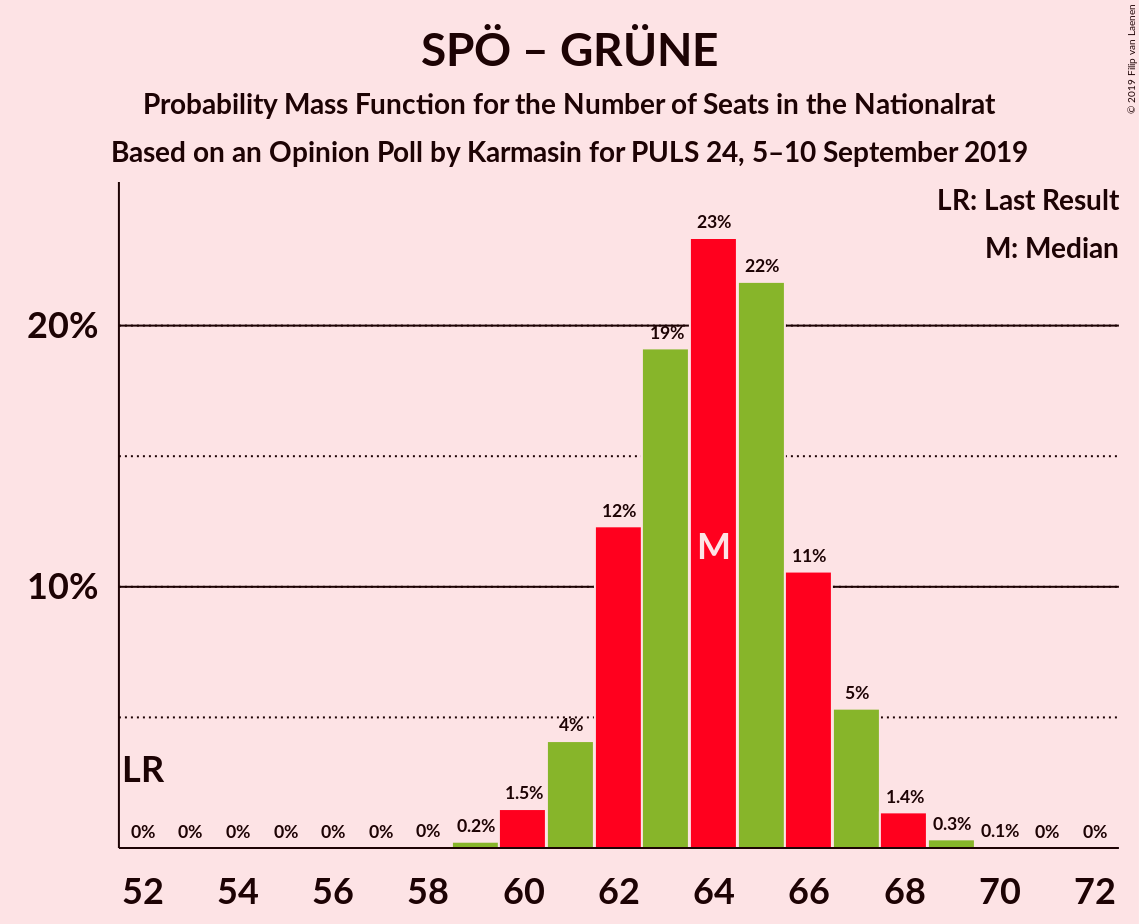 SPÖ – GRÜNE
Probability Mass Function for the Number of Seats in the Nationalrat
Based on an Opinion Poll by Karmasin for PULS 24, 5–10 September 2019
© 2019 Filip van Laenen
LR: Last Result
M: Median
20%
10%
LR
M
0%
0%
0%
0%
0%
0%
0%
0.2%
1.5%
4%
12%
19%
23%
22%
11%
5%
1.4%
0.3%
0.1%
0%
0%
52 54 56 58 60 62 64 66 68 70 72